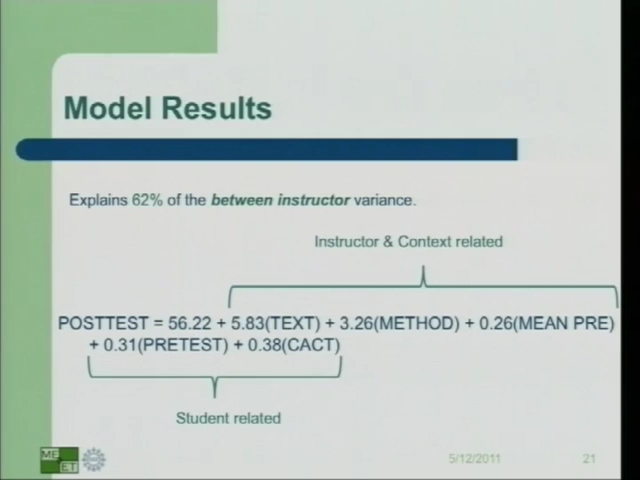 Model Results
Explains 62% of the between instructor variance.
Instructor & Context related
POSTTEST = 56.22 + 5.83(TEXT) + 3.26(METHOD) + 0.26(MEAN PRE)
+ 0.31(PRETEST) + 0.38(CACT)
Student related
ME
ET
5/12/2011
21